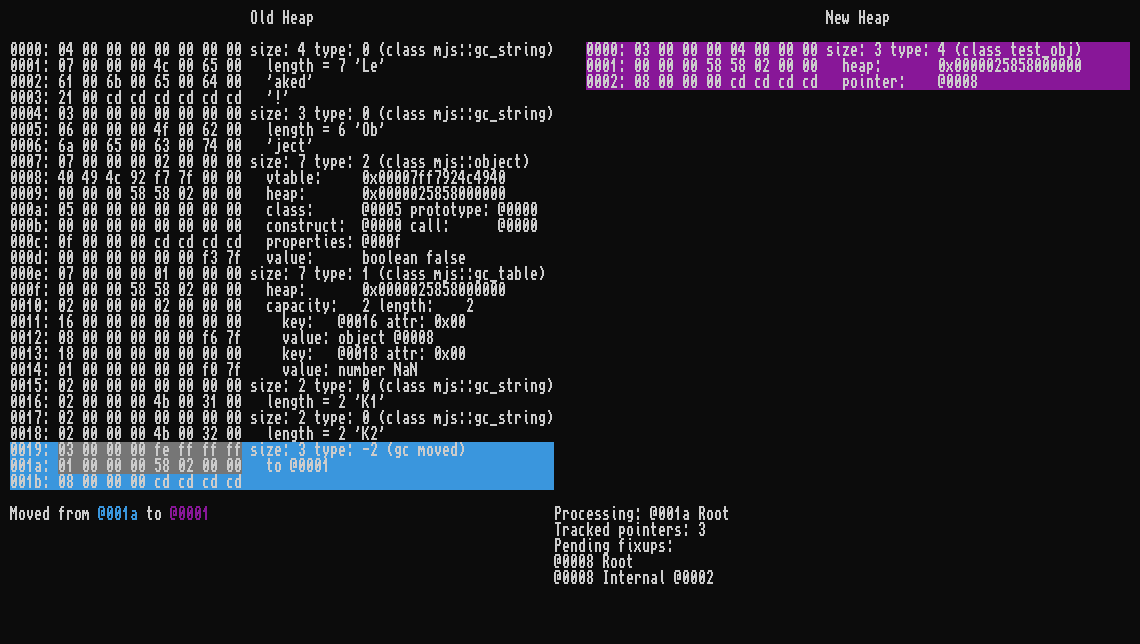 Old Heap
0000: 04 00 00 00 00 00 00 00 size: 4 type: 0 (class mjs::gc_string)
0001: 07 00 00 00 4c 00 65 00   length = 7 'Le'
0002: 61 00 6b 00 65 00 64 00   'aked'
0003: 21 00 cd cd cd cd cd cd   '!'
0004: 03 00 00 00 00 00 00 00 size: 3 type: 0 (class mjs::gc_string)
0005: 06 00 00 00 4f 00 62 00   length = 6 'Ob'
0006: 6a 00 65 00 63 00 74 00   'ject'
0007: 07 00 00 00 02 00 00 00 size: 7 type: 2 (class mjs::object)
0008: 40 49 4c 92 f7 7f 00 00   vtable:     0x00007ff7924c4940
0009: 00 00 00 58 58 02 00 00   heap:       0x0000025858000000
000a: 05 00 00 00 00 00 00 00   class:      @0005 prototype: @0000
000b: 00 00 00 00 00 00 00 00   construct:  @0000 call:      @0000
000c: 0f 00 00 00 cd cd cd cd   properties: @000f
000d: 00 00 00 00 00 00 f3 7f   value:      boolean false
000e: 07 00 00 00 01 00 00 00 size: 7 type: 1 (class mjs::gc_table)
000f: 00 00 00 58 58 02 00 00   heap:       0x0000025858000000
0010: 02 00 00 00 02 00 00 00   capacity:   2 length:    2
0011: 16 00 00 00 00 00 00 00     key:   @0016 attr: 0x00
0012: 08 00 00 00 00 00 f6 7f     value: object @0008
0013: 18 00 00 00 00 00 00 00     key:   @0018 attr: 0x00
0014: 01 00 00 00 00 00 f0 7f     value: number NaN
0015: 02 00 00 00 00 00 00 00 size: 2 type: 0 (class mjs::gc_string)
0016: 02 00 00 00 4b 00 31 00   length = 2 'K1'
0017: 02 00 00 00 00 00 00 00 size: 2 type: 0 (class mjs::gc_string)
0018: 02 00 00 00 4b 00 32 00   length = 2 'K2'
0019: 03 00 00 00 fe ff ff ff size: 3 type: -2 (gc moved)
001a: 01 00 00 00 58 02 00 00   to @0001
001b: 08 00 00 00 cd cd cd cd
Moved from @001a to @0001
New Heap
0000: 03 00 00 00 04 00 00 00 size: 3 type: 4 (class test_obj)
0001: 00 00 00 58 58 02 00 00   heap:       0x0000025858000000
0002: 08 00 00 00 cd cd cd cd   pointer:    @0008
Processing: @001a Root
Tracked pointers: 3
Pending fixups:
@0008 Root
@0008 Internal @0002